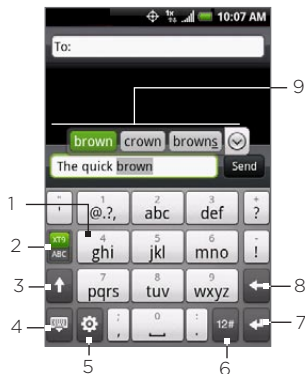 1x 10:07 AM
To:
9
brown crown browns
The quick brown Send
1
" ' 1 @.?, 2 abc 3 def + ?
2 XT9 ABC 4 ghi 5 jkl 6 mno - !
3 7 pqrs 8 tuv 9 wxyz 8
4 ; , 0 : . 12# 7
5 6